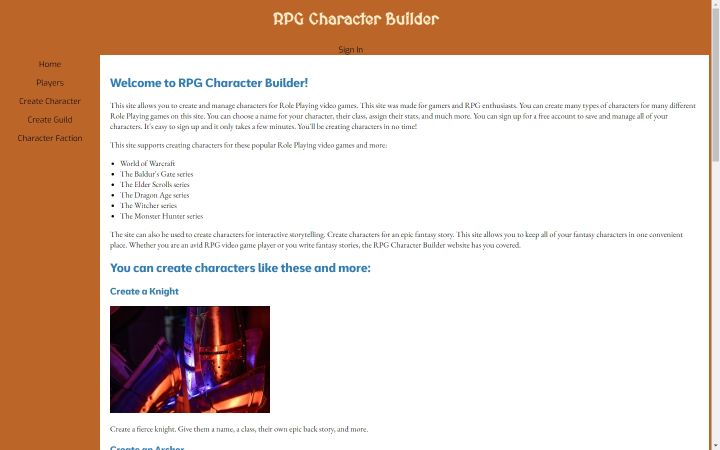 RPG Character Builder
Sign In
Home
Players
Create Character
Create Guild
Character Faction
Welcome to RPG Character Builder!
This site allows you to create and manage characters for Role Playing video games. This site was made for gamers and RPG enthusiasts. You can create many types of characters for many different
Role Playing games on this site. You can choose a name for your character, their class, assign their stats, and much more. You can sign up for a free account to save and manage all of your
characters. It's easy to sign up and it only takes a few minutes. You'll be creating characters in no time!
This site supports creating characters for these popular Role Playing video games and more:
World of Warcraft
The Baldur's Gate series
The Elder Scrolls series
The Dragon Age series
The Witcher series
The Monster Hunter series
The site can also be used to create characters for interactive storytelling. Create characters for an epic fantasy story. This site allows you to keep all of your fantasy characters in one convenient
place. Whether you are an avid RPG video game player or you write fantasy stories, the RPG Character Builder website has you covered.
You can create characters like these and more:
Create a Knight
Create a fierce knight. Give them a name, a class, their own epic back story, and more.
Create an Archer